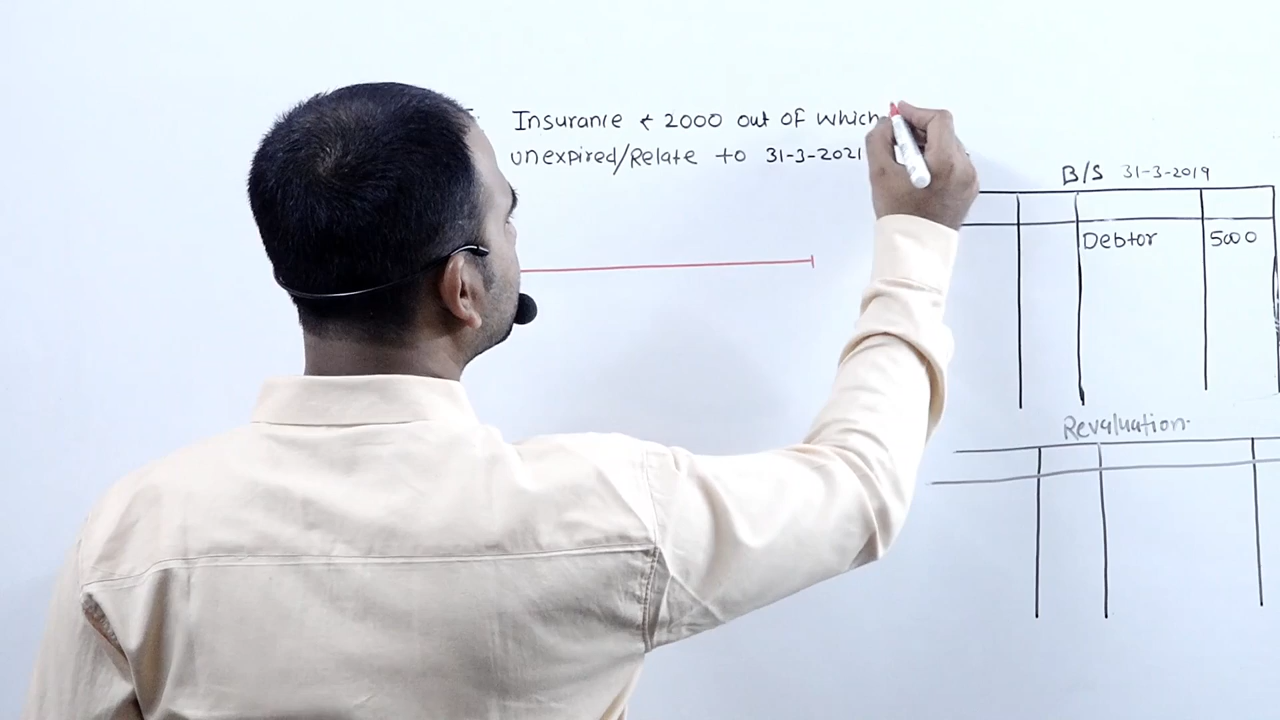 Insurance ₹ 2000 out of which
unexpired/Relate to 31-3-2021
B/S 31-3-2019
Debtor 5000
Revaluation